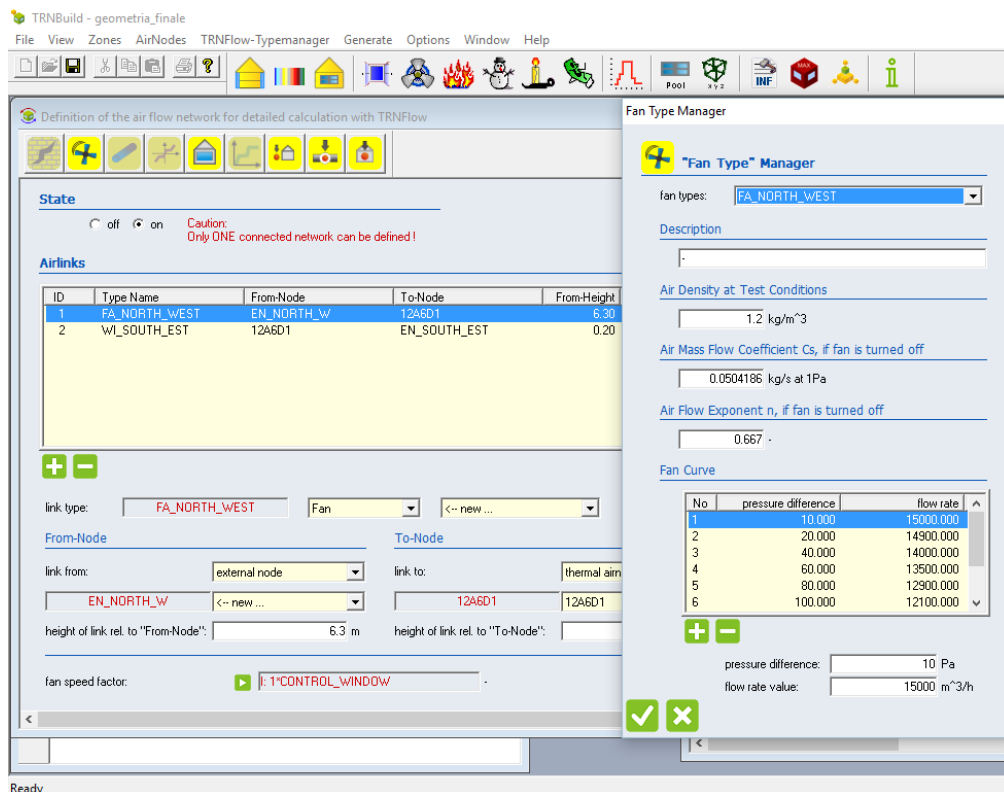 TRNBuild - geometria_finale
File View Zones AirNodes TRNFlow-Typemanager Generate Options Window Help
Pool xyz INF MAX
Definition of the air flow network for detailed calculation with TRNFlow
State
off on Caution:
Only ONE connected network can be defined !
Airlinks
ID Type Name From-Node To-Node From-Height
1 FA_NORTH_WEST EN_NORTH_W 12A6D1 6.30
2 WI_SOUTH_EST 12A6D1 EN_SOUTH_EST 0.20
link type: FA_NORTH_WEST Fan <-- new ...
From-Node To-Node
link from: external node link to: thermal airn
EN_NORTH_W <-- new ... 12A6D1 12A6D1
height of link rel. to "From-Node": 6.3 m height of link rel. to "To-Node":
fan speed factor: I: 1*CONTROL_WINDOW -
Ready
Fan Type Manager
"Fan Type" Manager
fan types: FA_NORTH_WEST
Description
-
Air Density at Test Conditions
1.2 kg/m^3
Air Mass Flow Coefficient Cs, if fan is turned off
0.0504186 kg/s at 1Pa
Air Flow Exponent n, if fan is turned off
0.667 -
Fan Curve
No pressure difference flow rate
1 10.000 15000.000
2 20.000 14900.000
3 40.000 14000.000
4 60.000 13500.000
5 80.000 12900.000
6 100.000 12100.000
pressure difference: 10 Pa
flow rate value: 15000 m^3/h